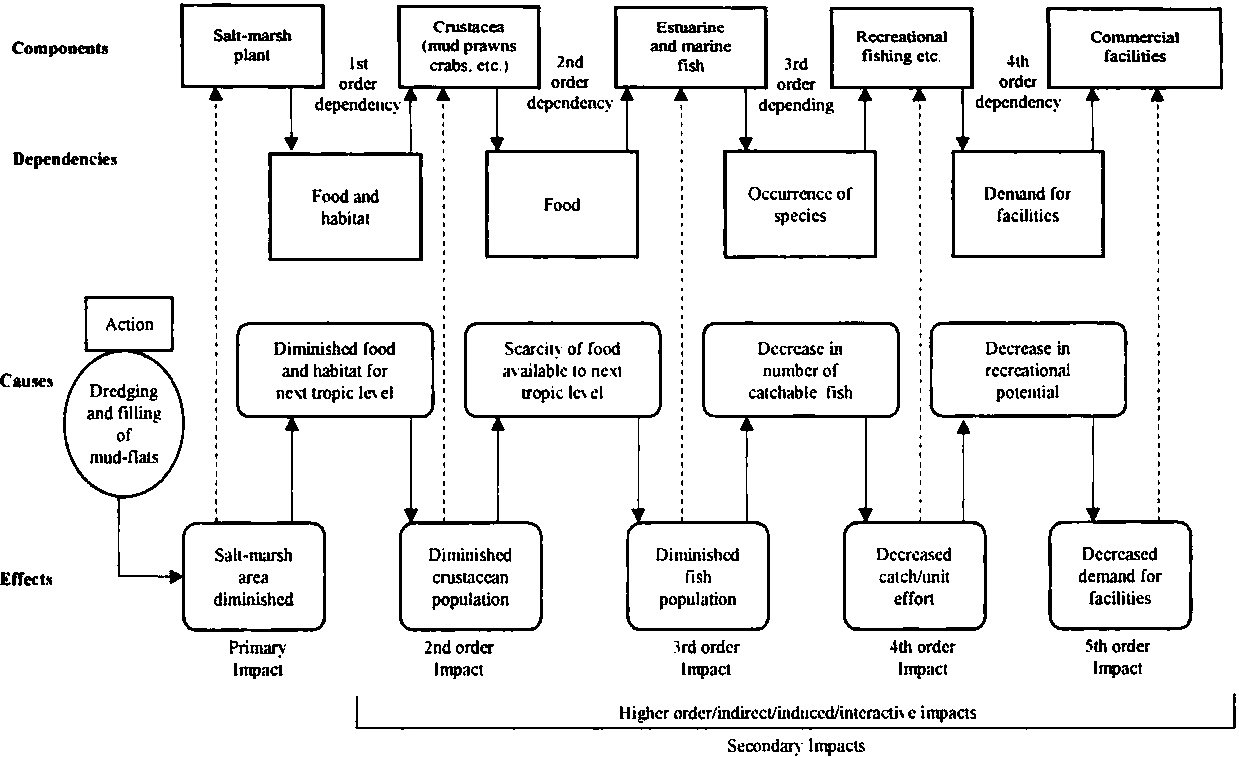 Components
Salt-marsh
plant
1st
order
dependency
Crustacea
(mud prawns
crabs, etc.)
2nd
order
dependency
Estuarine
and marine
fish
3rd
order
depending
Recreational
fishing etc.
4th
order
dependency
Commercial
facilities
Dependencies
Food and
habitat
Food
Occurrence of
species
Demand for
facilities
Causes
Action
Dredging
and filling
of
mud-flats
Diminished food
and habitat for
next tropic level
Scarcity of food
available to next
tropic level
Decrease in
number of
catchable fish
Decrease in
recreational
potential
Effects
Salt-marsh
area
diminished
Diminished
crustacean
population
Diminished
fish
population
Decreased
catch/unit
effort
Decreased
demand for
facilities
Primary
Impact
2nd order
Impact
3rd order
Impact
4th order
Impact
5th order
Impact
Higher order/indirect/induced/interactive impacts
Secondary Impacts